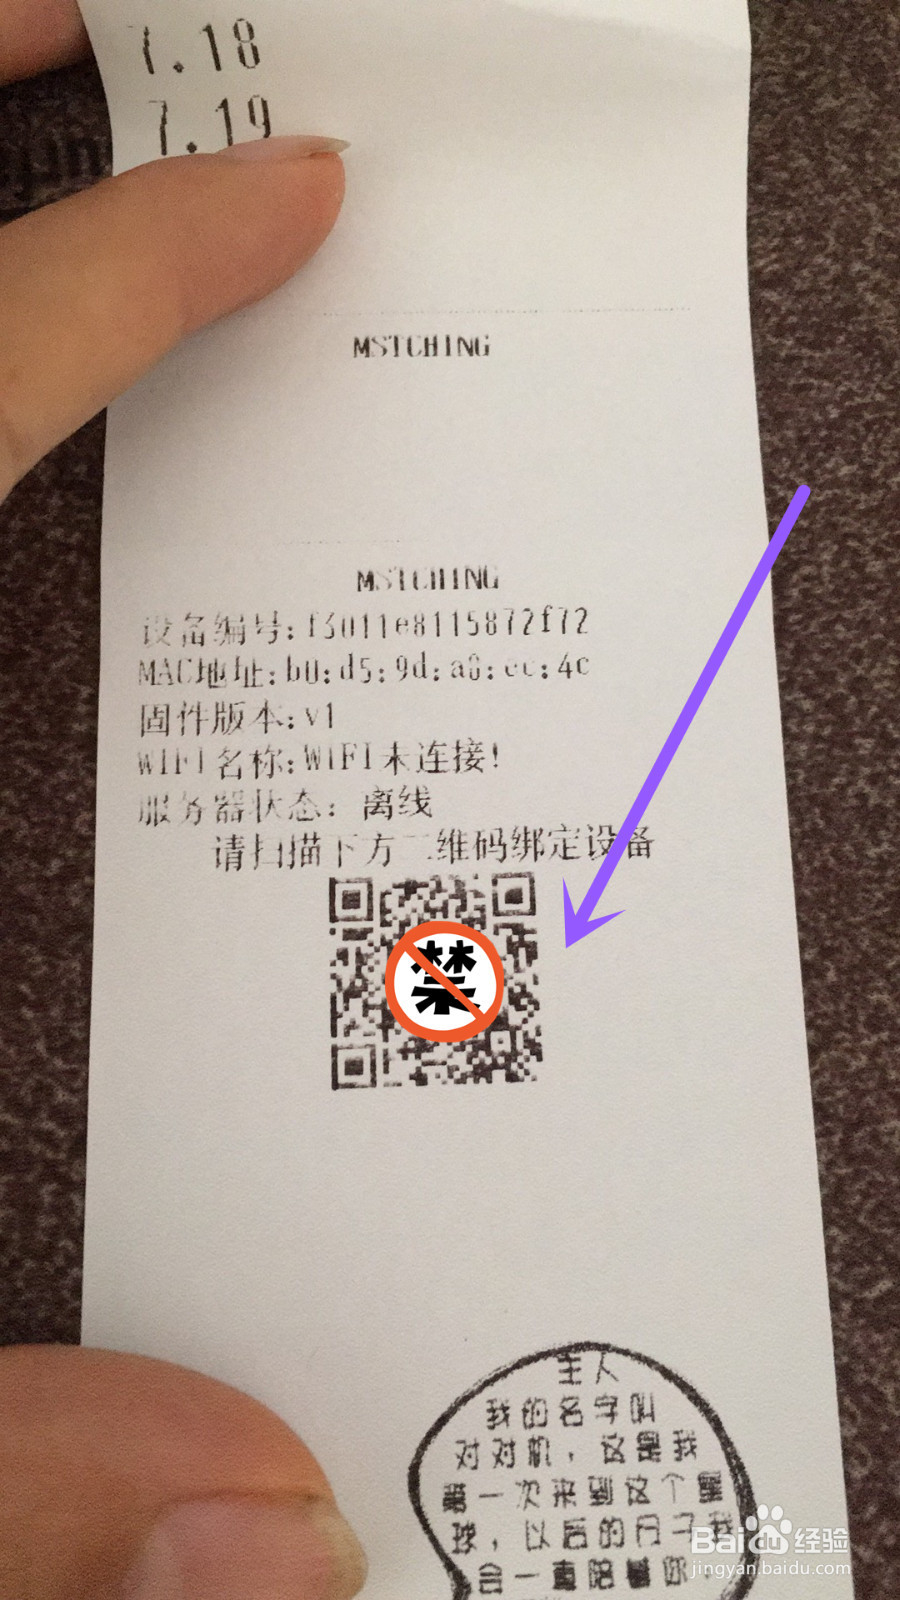 7.18
7.19
MSTCHING
MSTCHING
设备编号:f3011e8115872f72
MAC地址:b0:d5:9d:a0:ec:4c
固件版本:v1
WIFI名称:WIFI未连接!
服务器状态: 离线
请扫描下方二维码绑定设备
禁
主人
我的名字叫
对对机，这是我
第一次来到这个星
球，以后的日子我
会一直陪着你，
Baidu经验
jingyan.baidu.com